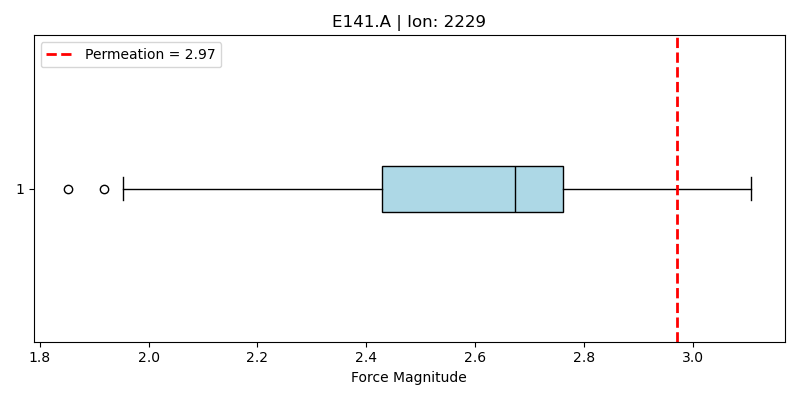 E141.A | Ion: 2229
Permeation = 2.97
1
1.8 2.0 2.2 2.4 2.6 2.8 3.0
Force Magnitude